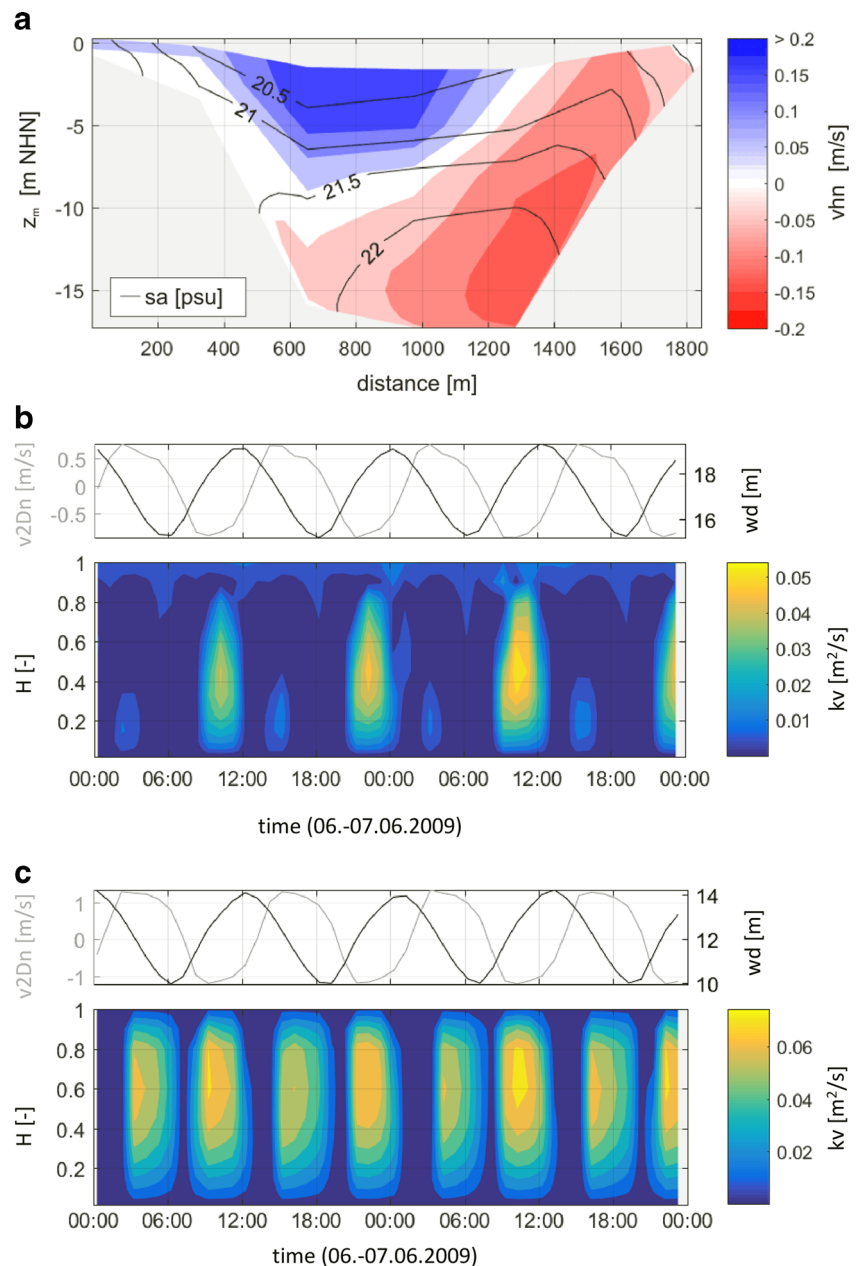 a
0
-5
-10
-15
z_m [m NHN]
20.5
21
21.5
22
sa [psu]
200 400 600 800 1000 1200 1400 1600 1800
distance [m]
> 0.2
0.15
0.1
0.05
0
-0.05
-0.1
-0.15
-0.2
vhn [m/s]
b
v2Dn [m/s]
0.5
0
-0.5
18
16
wd [m]
H [-]
1
0.8
0.6
0.4
0.2
00:00 06:00 12:00 18:00 00:00 06:00 12:00 18:00 00:00
time (06.-07.06.2009)
0.05
0.04
0.03
0.02
0.01
kv [m²/s]
c
v2Dn [m/s]
1
0
-1
14
12
10
wd [m]
H [-]
1
0.8
0.6
0.4
0.2
00:00 06:00 12:00 18:00 00:00 06:00 12:00 18:00 00:00
time (06.-07.06.2009)
0.06
0.04
0.02
kv [m²/s]